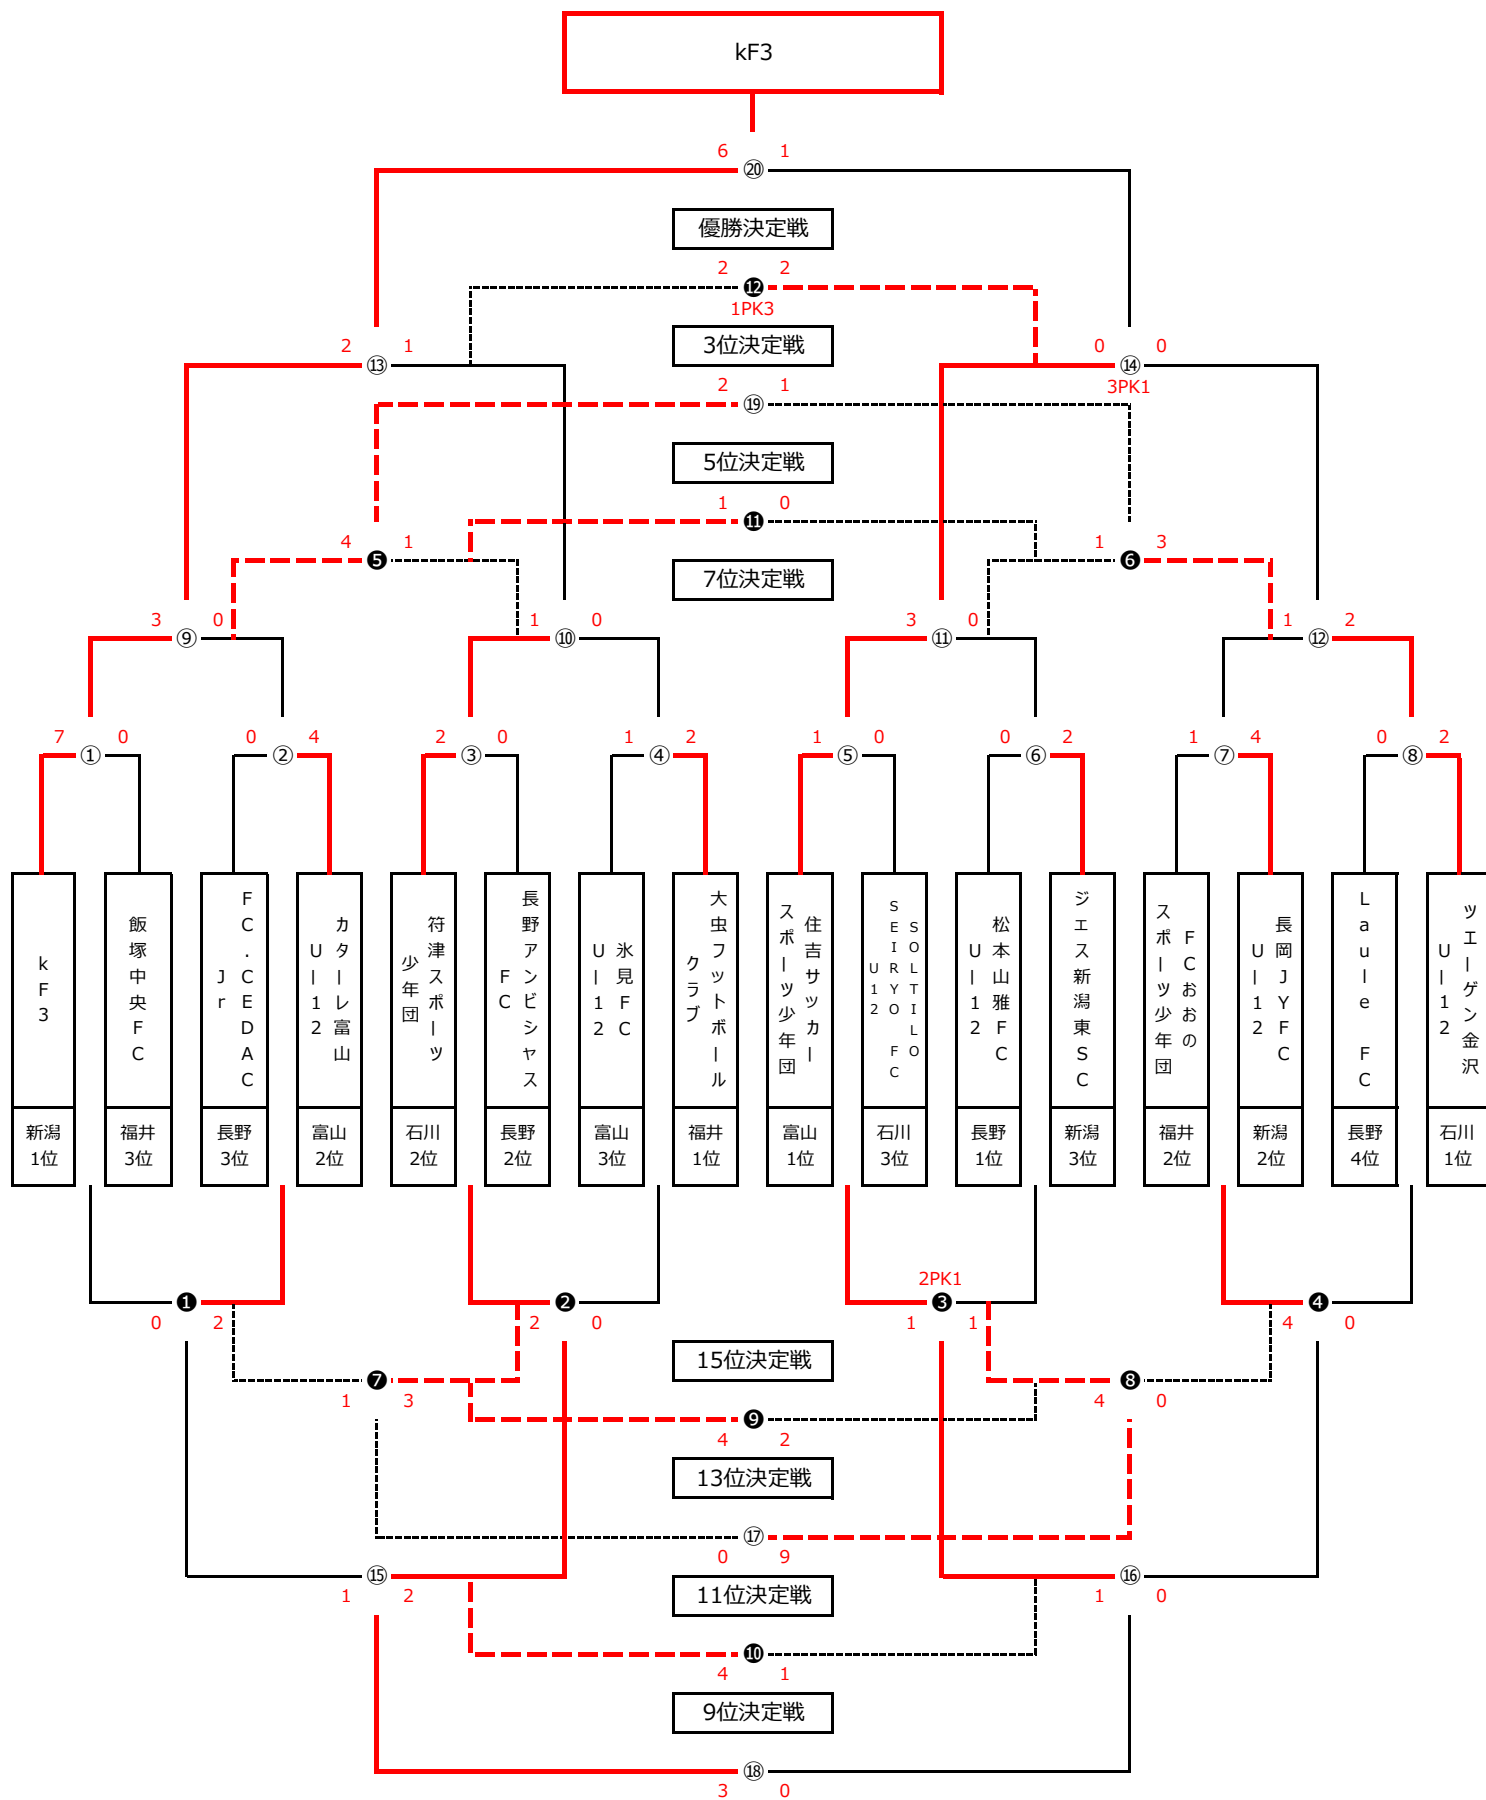 kF3
6 1
⑳
優勝決定戦
2 2
⓬
1PK3
3位決定戦
2 1
⑬
0 0
⑭
3PK1
2 1
⑲
5位決定戦
1 0
⓫
4 1
❺
1 3
❻
7位決定戦
3 0
⑨
1 0
⑩
3 0
⑪
1 2
⑫
7 0
①
0 4
②
2 0
③
1 2
④
1 0
⑤
0 2
⑥
1 4
⑦
0 2
⑧
kF3
飯塚中央FC
FC.CEDAC
Jr
カターレ富山
U-12
符津スポーツ
少年団
長野アンビシャス
FC
氷見FC
U-12
大虫フットボール
クラブ
住吉サッカー
スポーツ少年団
SOLTILO
SEIRYO FC
U12
松本山雅FC
U-12
ジェス新潟東SC
FCおおの
スポーツ少年団
長岡JYFC
U-12
Laule FC
ツエーゲン金沢
U-12
新潟
1位
福井
3位
長野
3位
富山
2位
石川
2位
長野
2位
富山
3位
福井
1位
富山
1位
石川
3位
長野
1位
新潟
3位
福井
2位
新潟
2位
長野
4位
石川
1位
❶
0 2
❷
2 0
2PK1
❸
1 1
❹
4 0
15位決定戦
❼
1 3
❽
4 0
❾
4 2
13位決定戦
⑰
0 9
11位決定戦
⑮
1 2
⑯
1 0
❿
4 1
9位決定戦
⑱
3 0